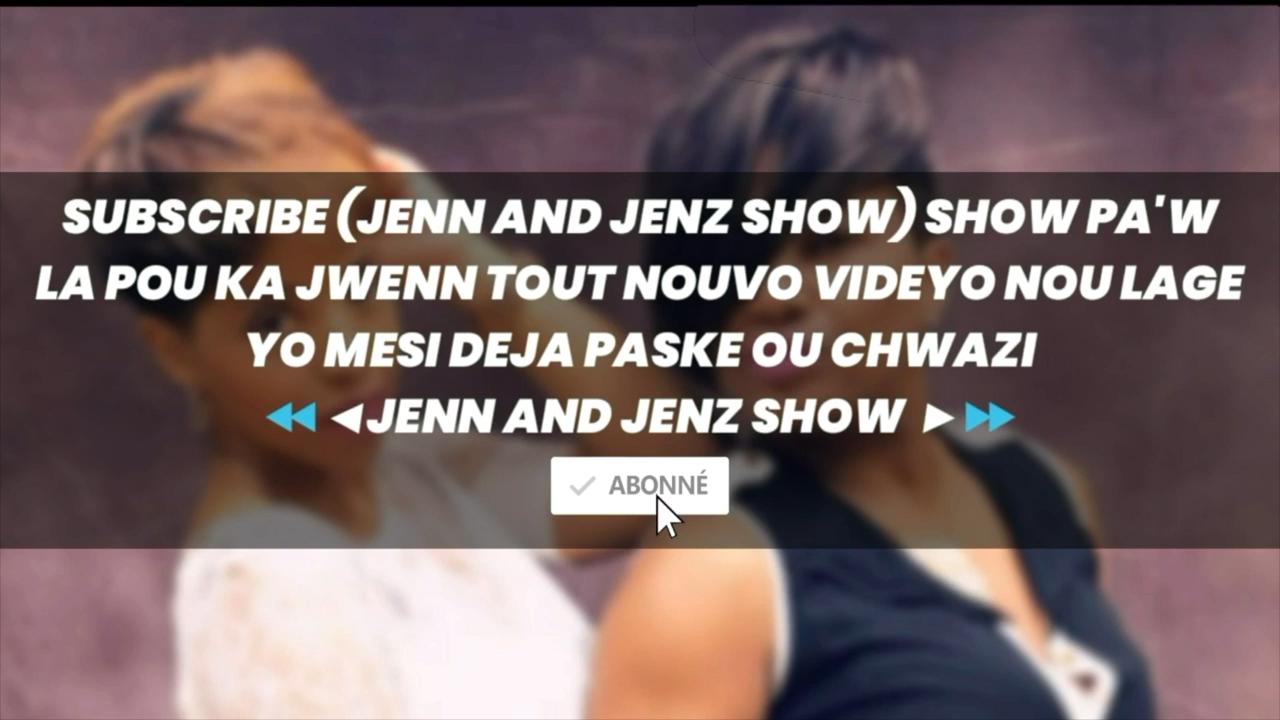 SUBSCRIBE (JENN AND JENZ SHOW) SHOW PA'W
LA POU KA JWENN TOUT NOUVO VIDEYO NOU LAGE
YO MESI DEJA PASKE OU CHWAZI
⏪ ◀JENN AND JENZ SHOW ▶⏩
✓ ABONNÉ